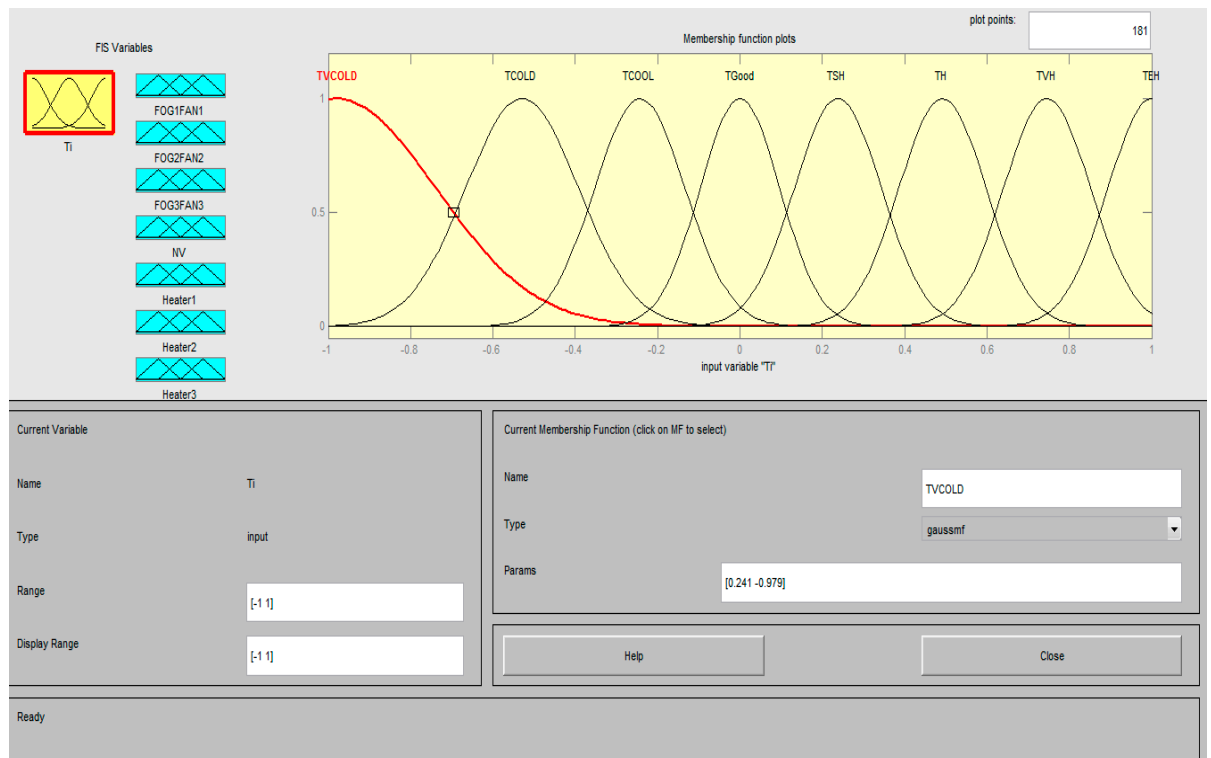 plot points:
181
FIS Variables
Membership function plots
Ti
FOG1FAN1
FOG2FAN2
FOG3FAN3
NV
Heater1
Heater2
Heater3
TVCOLD TCOLD TCOOL TGood TSH TH TVH TEH
1
0.5
0
-1 -0.8 -0.6 -0.4 -0.2 0 0.2 0.4 0.6 0.8 1
input variable "Ti"
Current Variable
Name Ti
Type input
Range [-1 1]
Display Range [-1 1]
Current Membership Function (click on MF to select)
Name TVCOLD
Type gaussmf
Params [0.241 -0.979]
Help Close
Ready